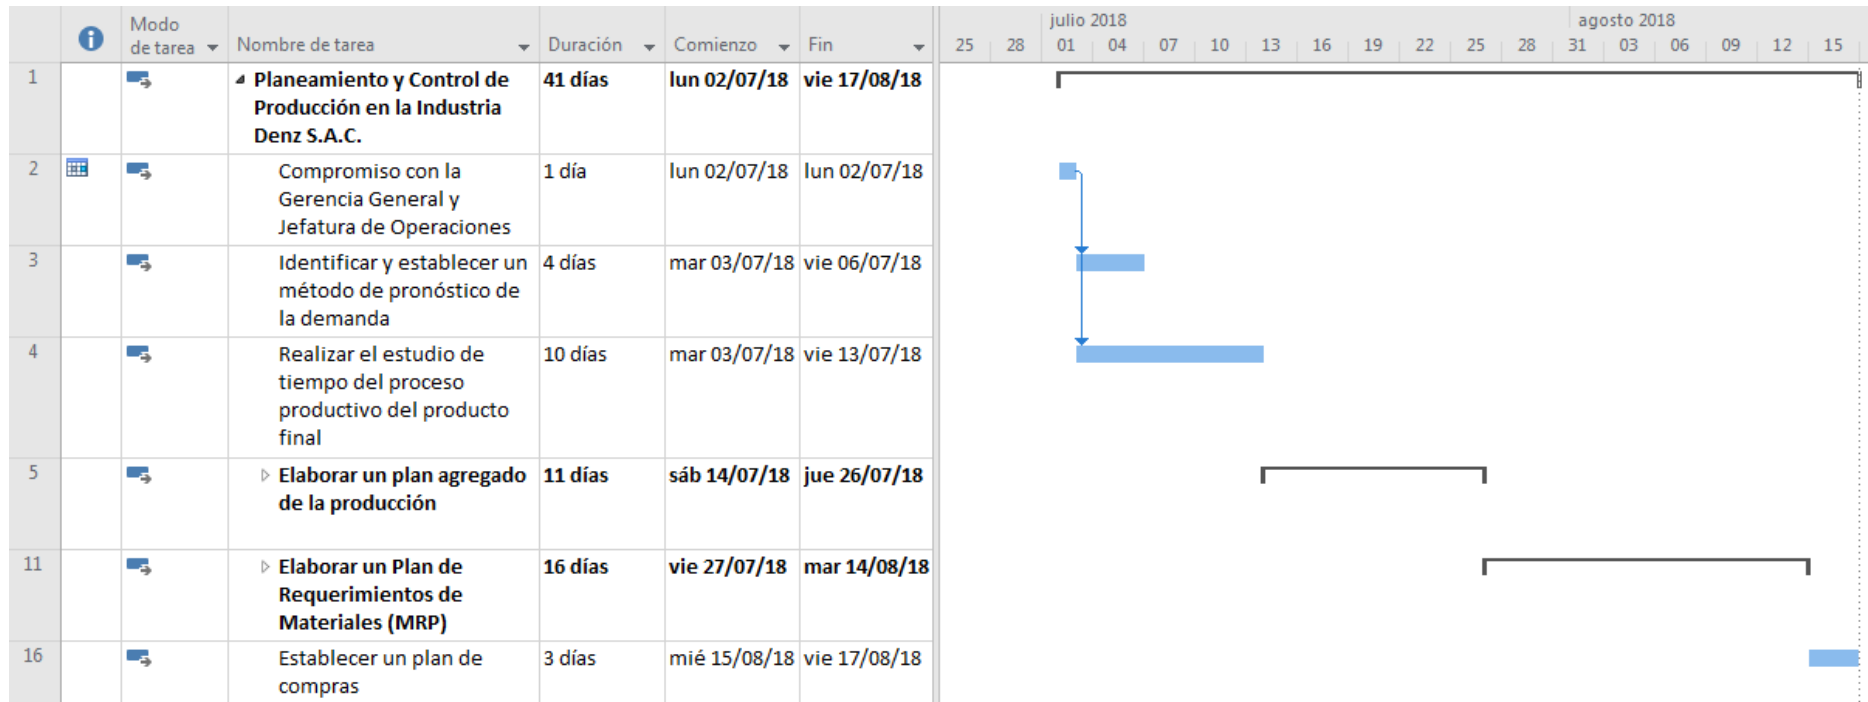 Modo
de tarea
Nombre de tarea
Duración
Comienzo
Fin
julio 2018
agosto 2018
25 28 01 04 07 10 13 16 19 22 25 28 31 03 06 09 12 15
1
Planeamiento y Control de
Producción en la Industria
Denz S.A.C.
41 días
lun 02/07/18
vie 17/08/18
2
Compromiso con la
Gerencia General y
Jefatura de Operaciones
1 día
lun 02/07/18
lun 02/07/18
3
Identificar y establecer un
método de pronóstico de
la demanda
4 días
mar 03/07/18
vie 06/07/18
4
Realizar el estudio de
tiempo del proceso
productivo del producto
final
10 días
mar 03/07/18
vie 13/07/18
5
Elaborar un plan agregado
de la producción
11 días
sáb 14/07/18
jue 26/07/18
11
Elaborar un Plan de
Requerimientos de
Materiales (MRP)
16 días
vie 27/07/18
mar 14/08/18
16
Establecer un plan de
compras
3 días
mié 15/08/18
vie 17/08/18